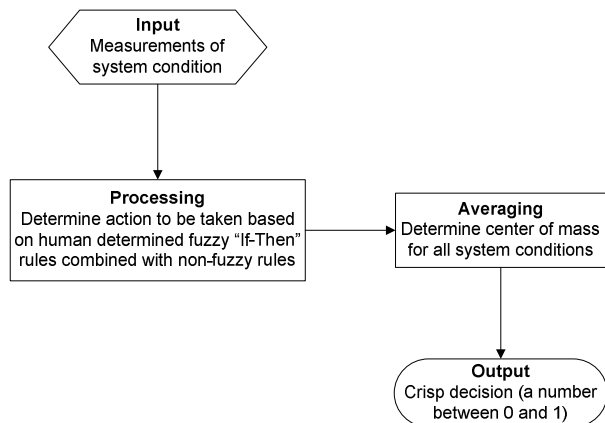 Input
Measurements of
system condition
Processing
Determine action to be taken based
on human determined fuzzy “If-Then”
rules combined with non-fuzzy rules
Averaging
Determine center of mass
for all system conditions
Output
Crisp decision (a number
between 0 and 1)